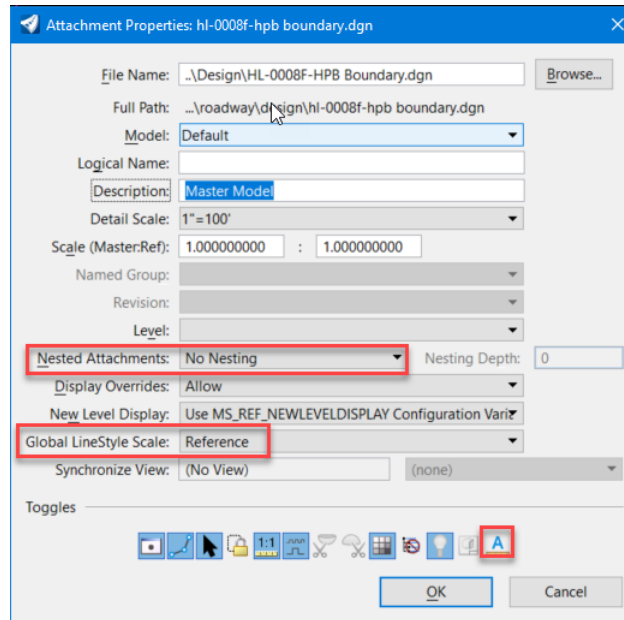 Attachment Properties: hl-0008f-hpb boundary.dgn
File Name: ..\Design\HL-0008F-HPB Boundary.dgn Browse...
Full Path: ...\roadway\design\hl-0008f-hpb boundary.dgn
Model: Default
Logical Name:
Description: Master Model
Detail Scale: 1"=100'
Scale (Master:Ref): 1.000000000 : 1.000000000
Named Group:
Revision:
Level:
Nested Attachments: No Nesting Nesting Depth: 0
Display Overrides: Allow
New Level Display: Use MS_REF_NEWLEVELDISPLAY Configuration
Global LineStyle Scale: Reference
Synchronize View: (No View) (none)
Toggles
1:1 A
OK Cancel